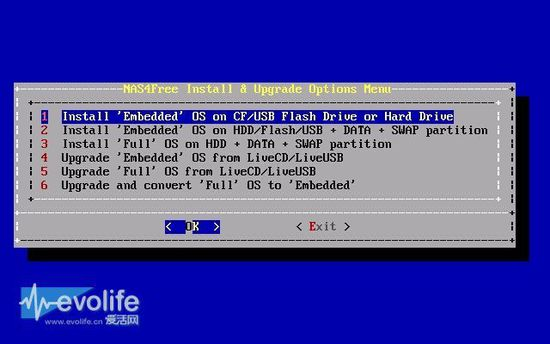 NAS4Free Install & Upgrade Options Menu
1 Install 'Embedded' OS on CF/USB Flash Drive or Hard Drive
2 Install 'Embedded' OS on HDD/Flash/USB + DATA + SWAP partition
3 Install 'Full' OS on HDD + DATA + SWAP partition
4 Upgrade 'Embedded' OS from LiveCD/LiveUSB
5 Upgrade 'Full' OS from LiveCD/LiveUSB
6 Upgrade and convert 'Full' OS to 'Embedded'
< OK > < Exit >
evolife
www.evolife.cn 爱活网